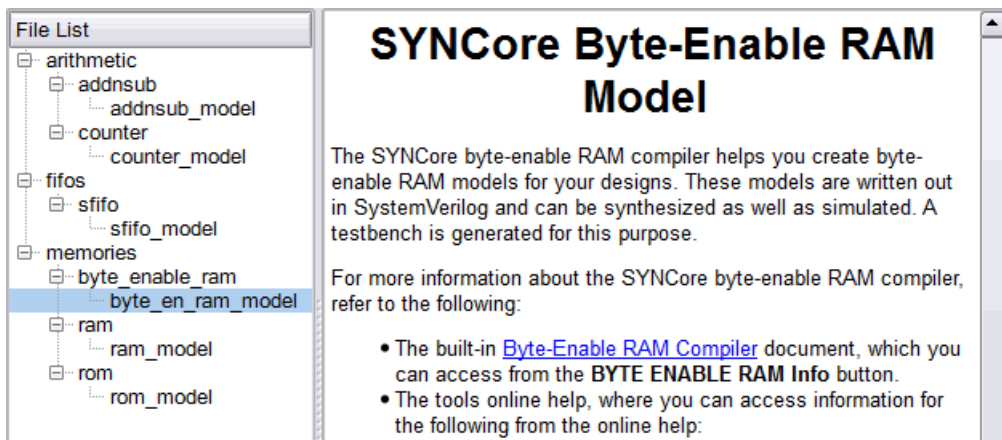 File List
arithmetic
addnsub
addnsub_model
counter
counter_model
fifos
sfifo
sfifo_model
memories
byte_enable_ram
byte_en_ram_model
ram
ram_model
rom
rom_model
SYNCore Byte-Enable RAM
Model
The SYNCore byte-enable RAM compiler helps you create byte-
enable RAM models for your designs. These models are written out
in SystemVerilog and can be synthesized as well as simulated. A
testbench is generated for this purpose.
For more information about the SYNCore byte-enable RAM compiler,
refer to the following:
• The built-in Byte-Enable RAM Compiler document, which you
can access from the BYTE ENABLE RAM Info button.
• The tools online help, where you can access information for
the following from the online help: